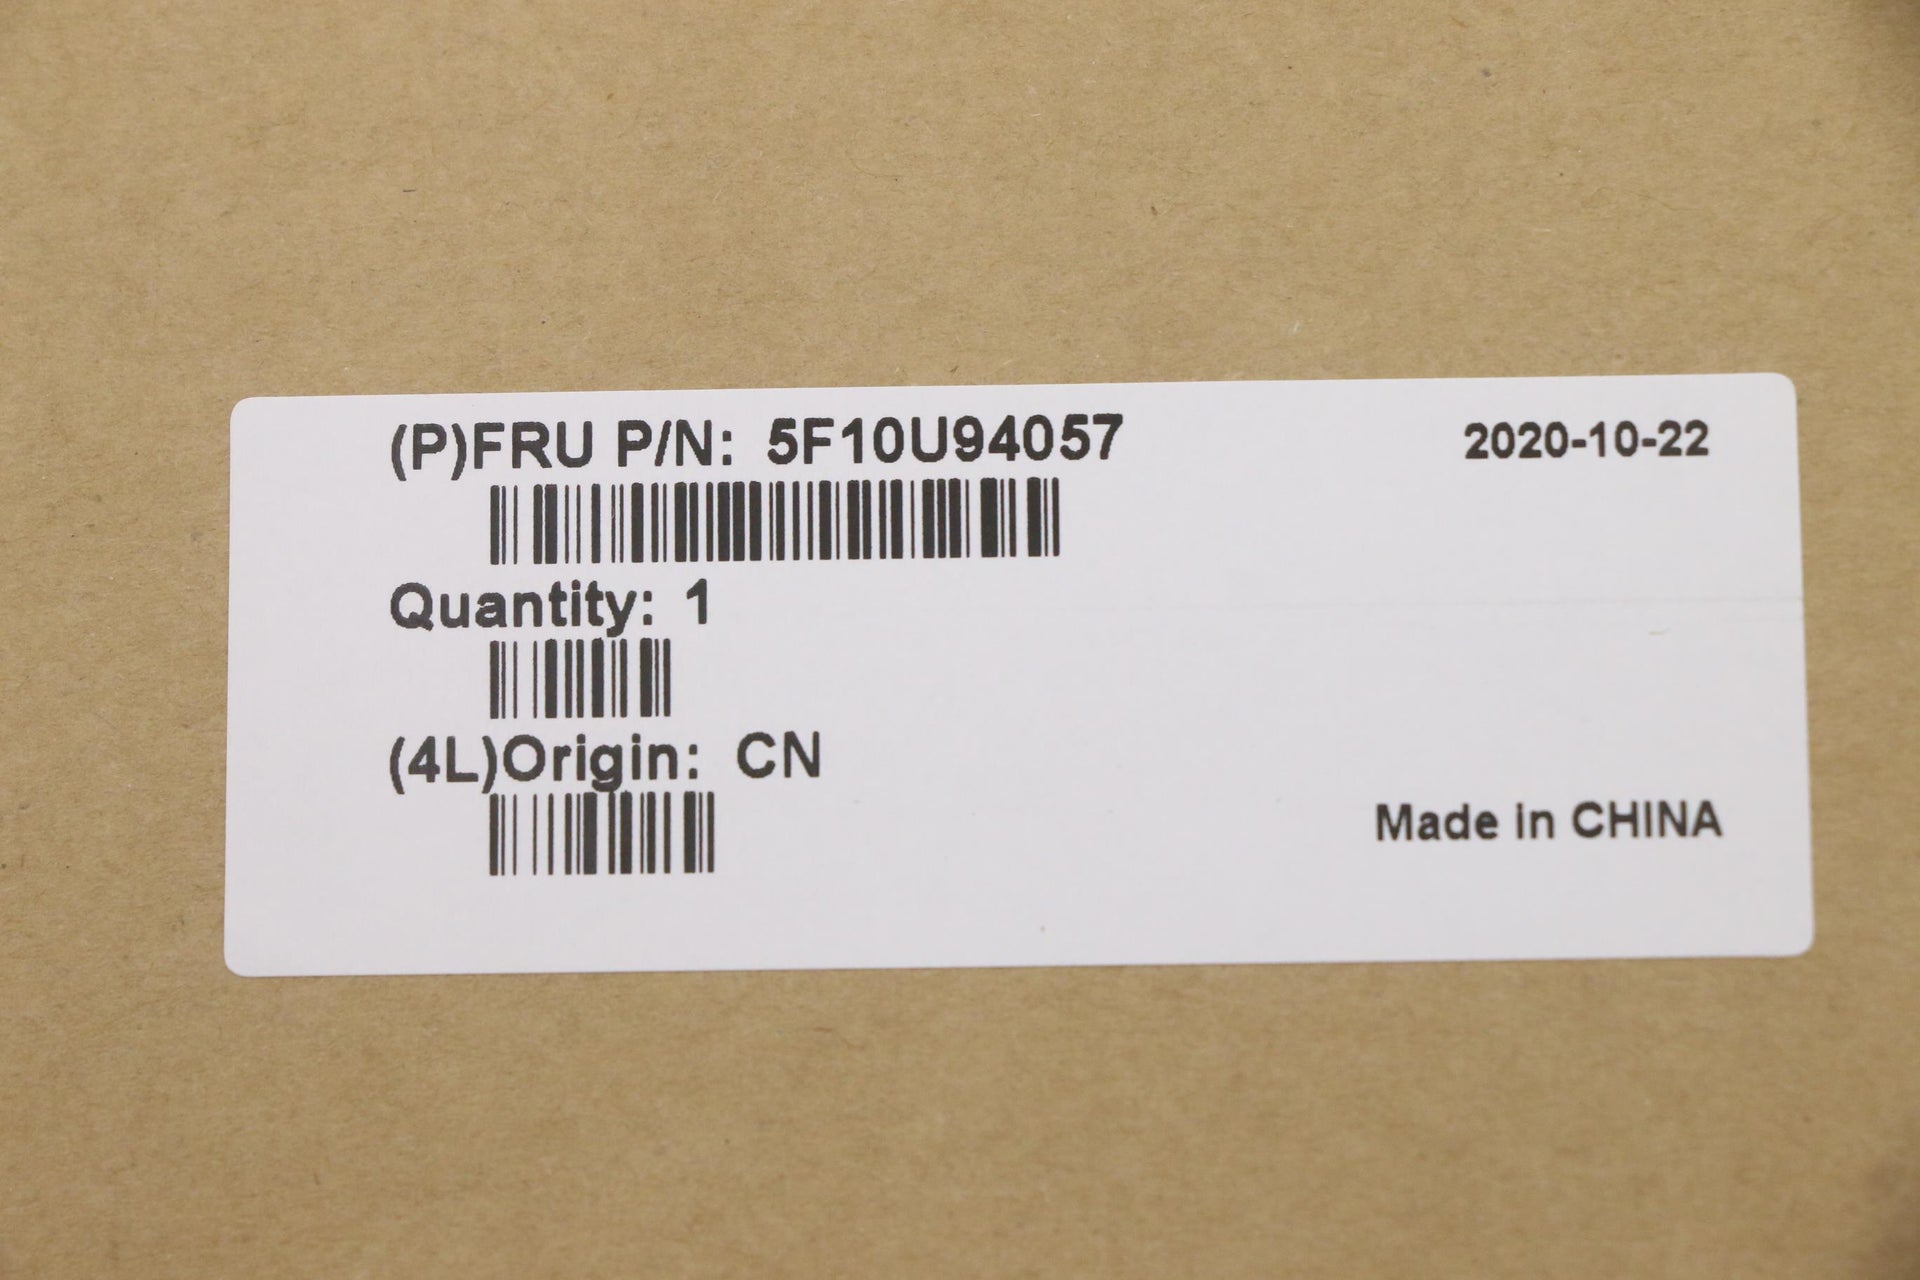 (P)FRU P/N: 5F10U94057
2020-10-22
Quantity: 1
(4L)Origin: CN
Made in CHINA